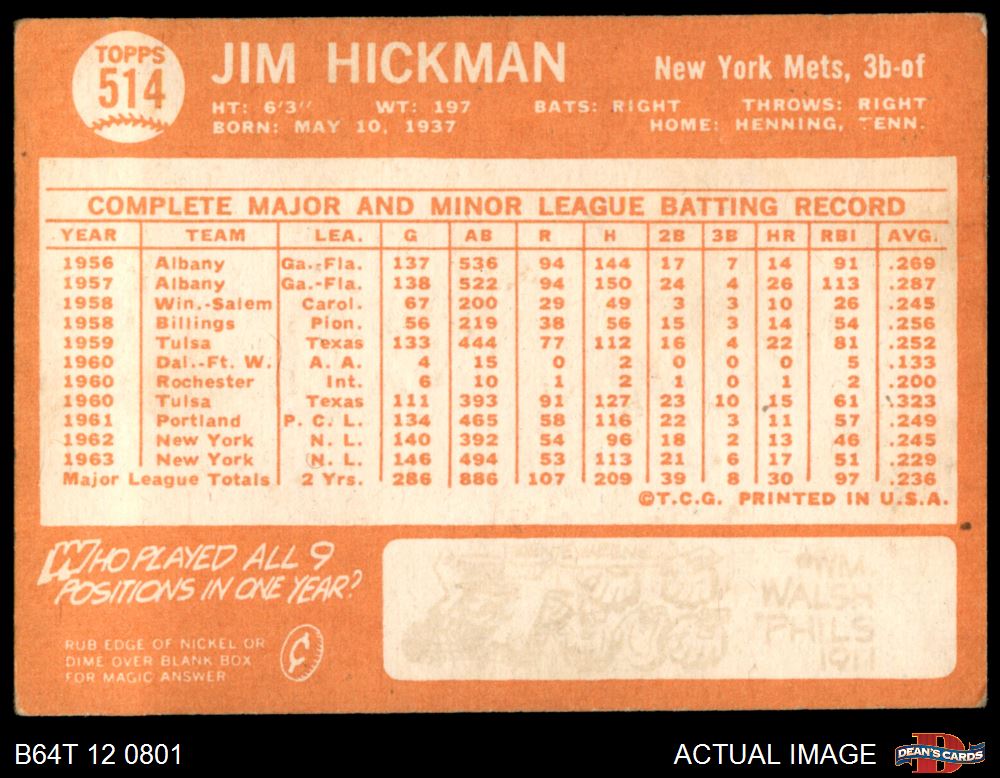 TOPPS
514
JIM HICKMAN
New York Mets, 3b-of
HT: 6'3" WT: 197 BATS: RIGHT THROWS: RIGHT
BORN: MAY 10, 1937 HOME: HENNING, TENN.
COMPLETE MAJOR AND MINOR LEAGUE BATTING RECORD
YEAR TEAM LEA. G AB R H 2B 3B HR RBI AVG.
1956 Albany Ga.-Fla. 137 536 94 144 17 7 14 91 .269
1957 Albany Ga.-Fla. 138 522 94 150 24 4 26 113 .287
1958 Win.-Salem Carol. 67 200 29 49 3 3 10 26 .245
1958 Billings Pion. 56 219 38 56 15 3 14 54 .256
1959 Tulsa Texas 133 444 77 112 16 4 22 81 .252
1960 Dal.-Ft. W. A. A. 4 15 0 2 0 0 0 5 .133
1960 Rochester Int. 6 10 1 2 1 0 1 2 .200
1960 Tulsa Texas 111 393 91 127 23 10 15 61 .323
1961 Portland P. C. L. 134 465 58 116 22 3 11 57 .249
1962 New York N. L. 140 392 54 96 18 2 13 46 .245
1963 New York N. L. 146 494 53 113 21 6 17 51 .229
Major League Totals 2 Yrs. 286 886 107 209 39 8 30 97 .236
©T.C.G. PRINTED IN U.S.A.
WHO PLAYED ALL 9
POSITIONS IN ONE YEAR?
RUB EDGE OF NICKEL OR
DIME OVER BLANK BOX
FOR MAGIC ANSWER
¢
WALSH
PHILS
1911
B64T 12 0801
ACTUAL IMAGE
DEAN'S CARDS